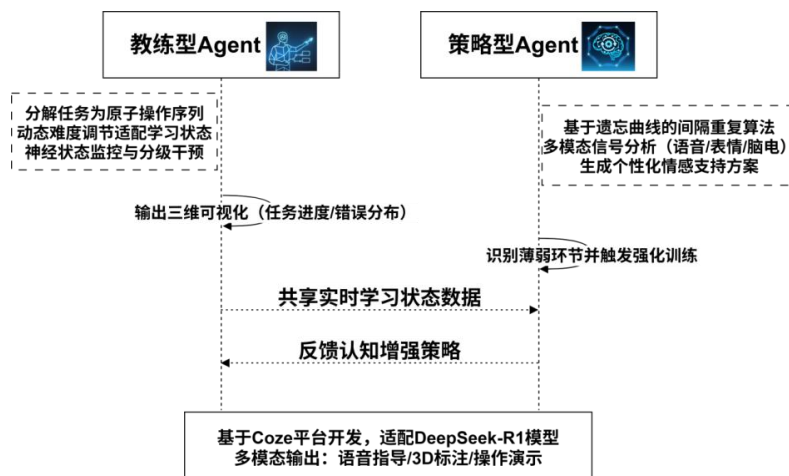 教练型Agent
策略型Agent
分解任务为原子操作序列
动态难度调节适配学习状态
神经状态监控与分级干预
基于遗忘曲线的间隔重复算法
多模态信号分析（语音/表情/脑电）
生成个性化情感支持方案
输出三维可视化（任务进度/错误分布）
识别薄弱环节并触发强化训练
共享实时学习状态数据
反馈认知增强策略
基于Coze平台开发，适配DeepSeek-R1模型
多模态输出：语音指导/3D标注/操作演示